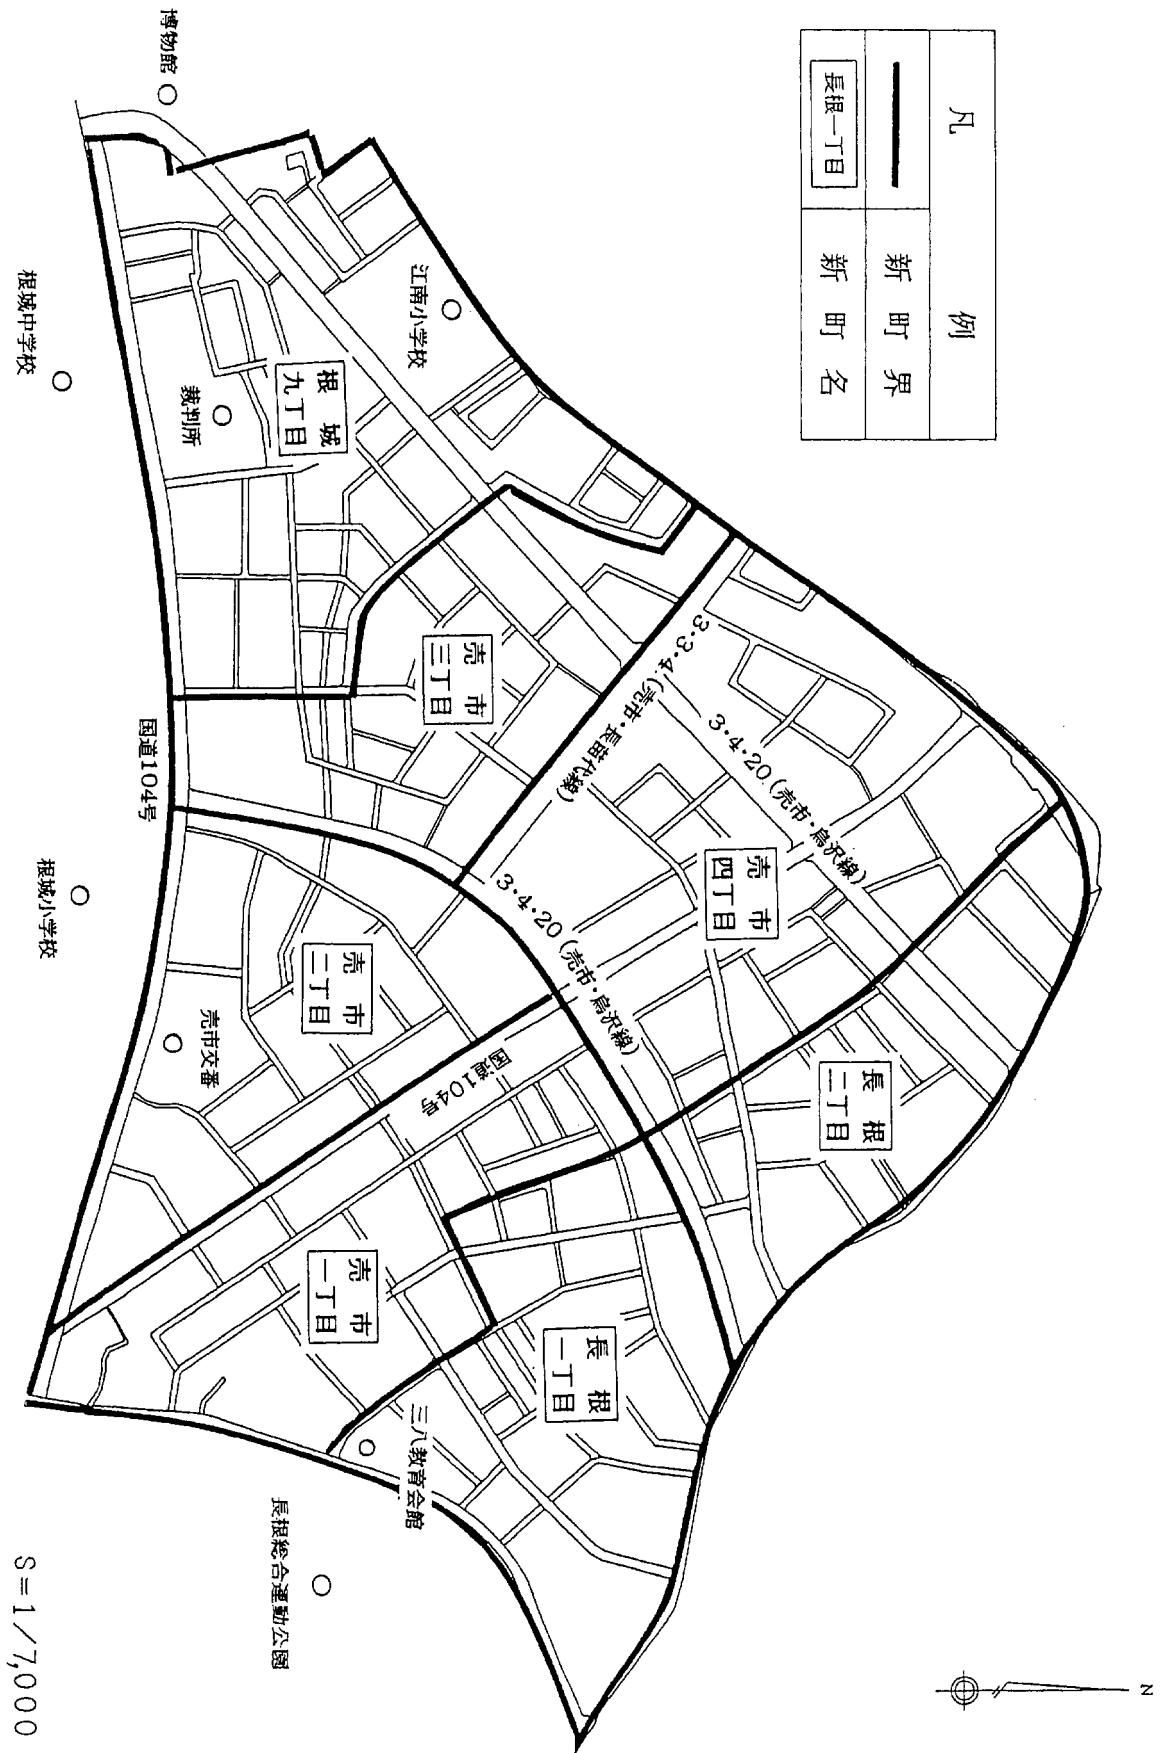 凡　　例
新町界
長根一丁目
新町名
N
博物館
江南小学校
根城中学校
裁判所
根城
九丁目
売市
三丁目
3・3・4（売市・長苗代線）
3・4・20（売市・烏沢線）
売市
四丁目
3・4・20（売市・烏沢線）
国道104号
根城小学校
売市
二丁目
売市交番
国道104号
長根
二丁目
売市
一丁目
長根
一丁目
三八教育会館
長根総合運動公園
S=1/7,000